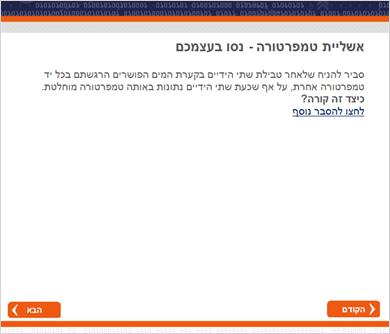 אשליית טמפרטורה - נסו בעצמכם
סביר להניח שלאחר טבילת שתי הידיים בקערת המים הפושרים הרגשתם בכל יד
טמפרטורה אחרת, על אף שכעת שתי הידיים נתונות באותה טמפרטורה מוחלטת.
כיצד זה קורה?
לחצו להסבר נוסף
הקודם
הבא